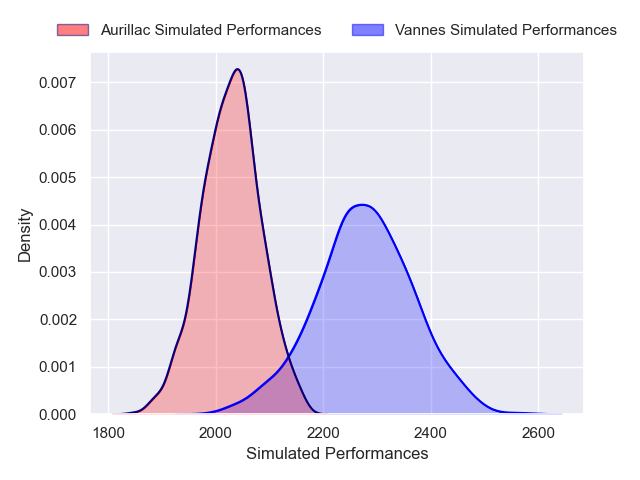 Aurillac Simulated Performances Vannes Simulated Performances
0.007
0.006
0.005
0.004
0.003
0.002
0.001
0.000
Density
1800 2000 2200 2400 2600
Simulated Performances